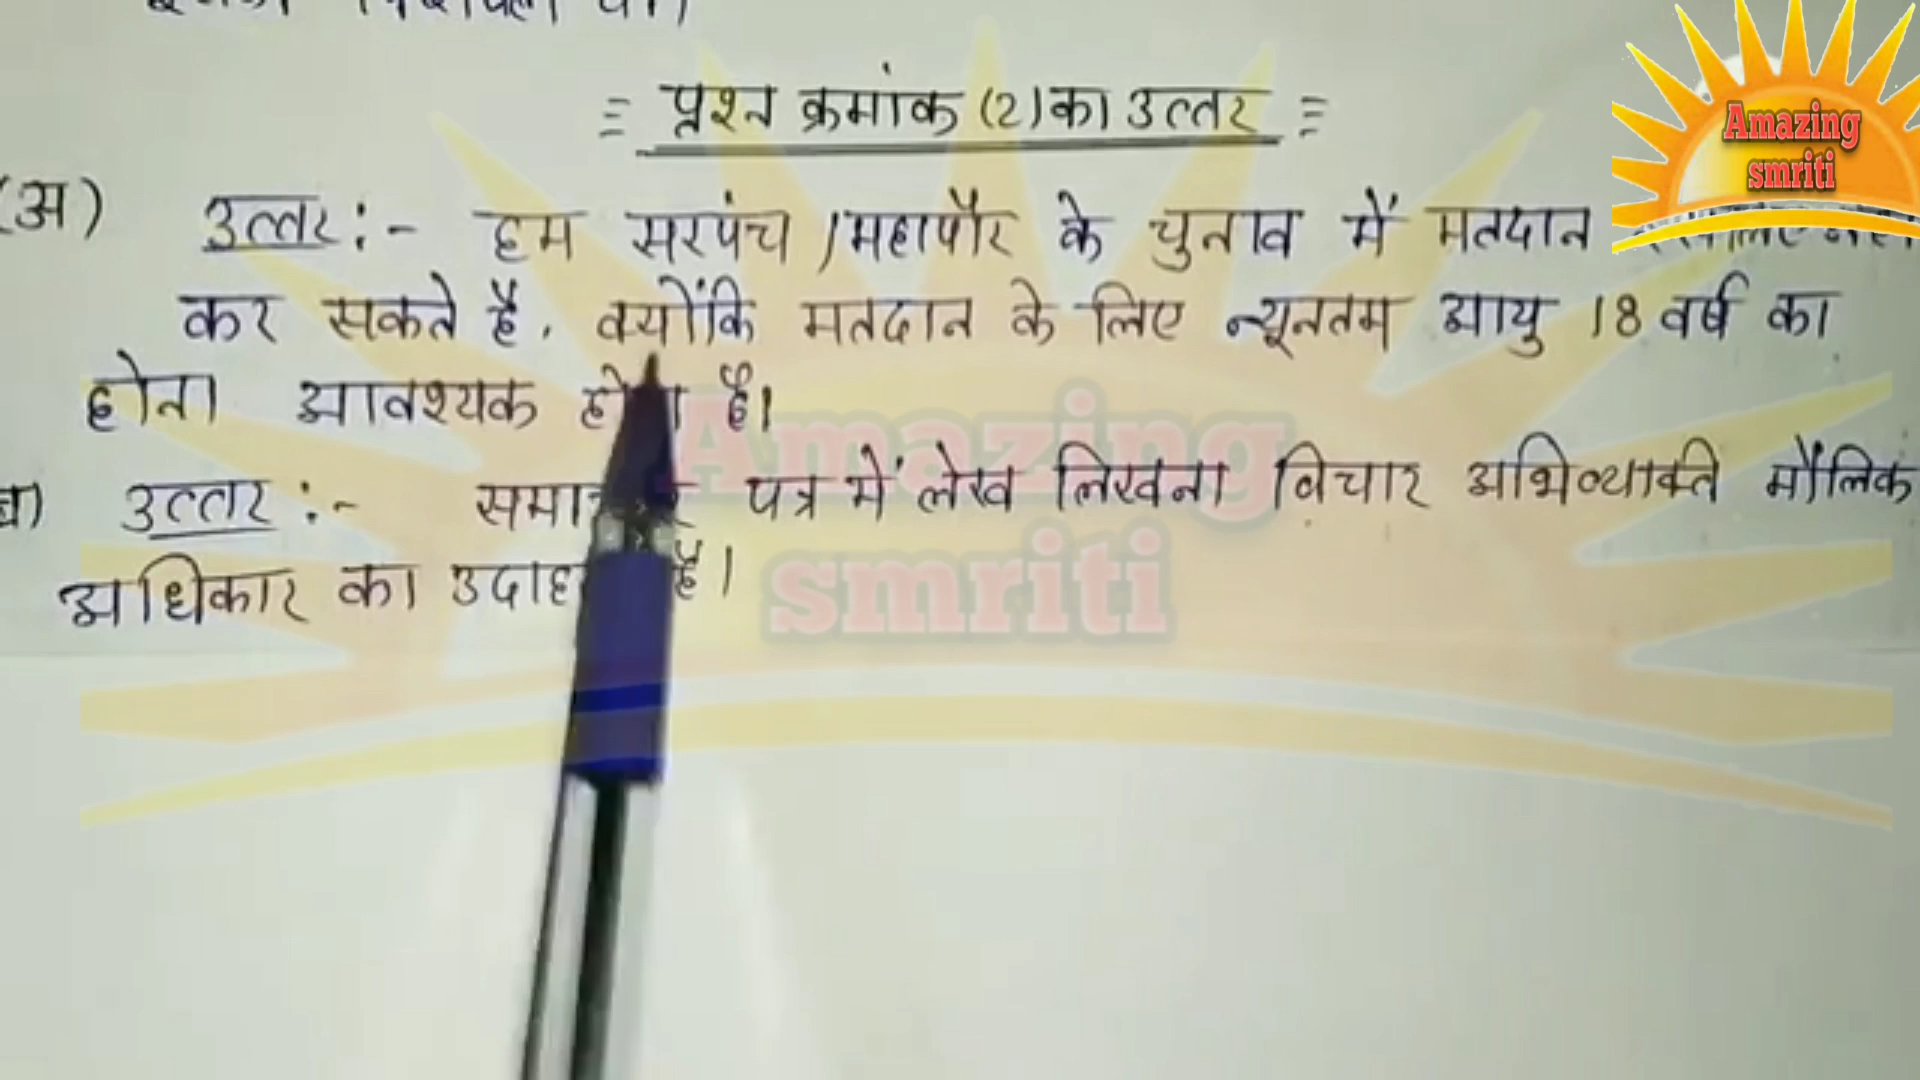 = प्रश्न क्रमांक (2) का उत्तर =
(अ) उत्तर :- हम सरपंच /महापौर के चुनाव में मतदान
कर सकते है, क्योंकि मतदान के लिए न्यूनतम आयु 18 वर्ष का
होना आवश्यक है।
उत्तर :- पत्र में लेख लिखना विचार अभिव्यक्ति मौलिक
अधिकार का है।
Amazing
smriti
Amazing
smriti